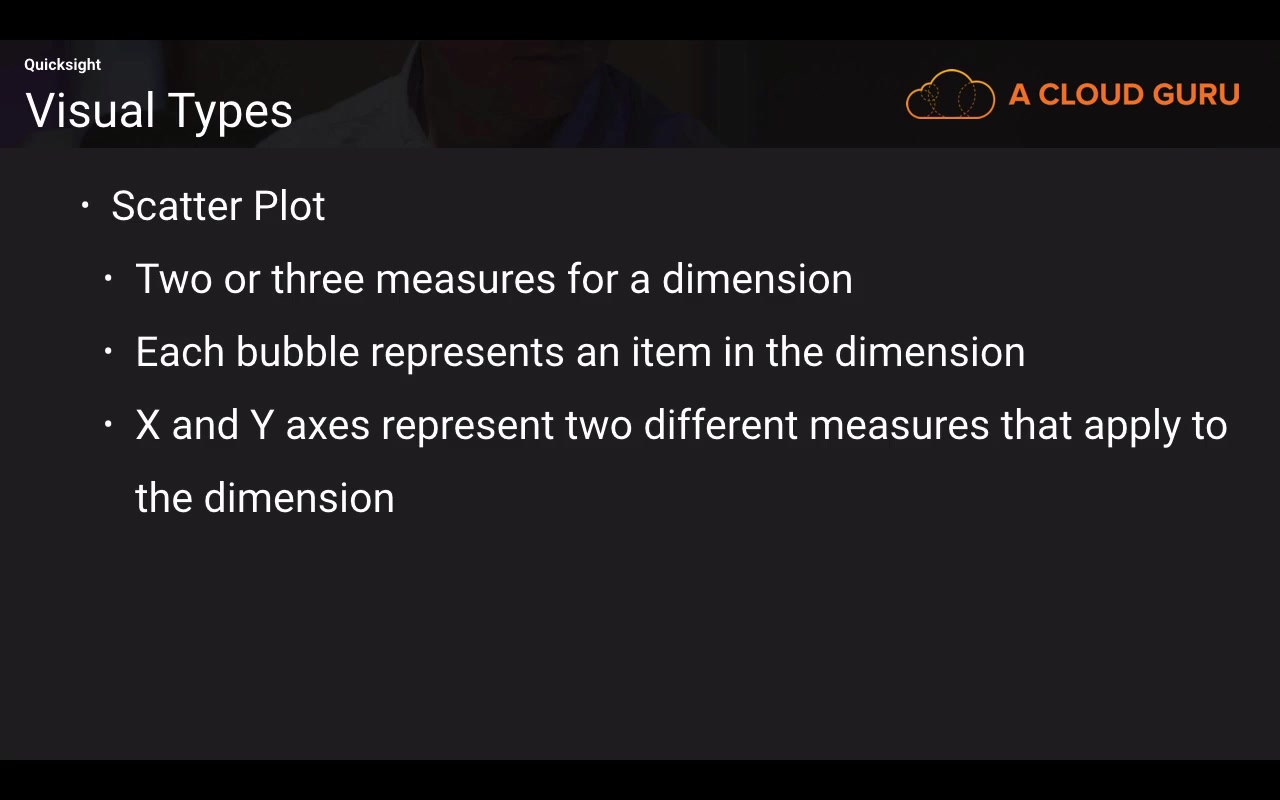 Quicksight
Visual Types
A CLOUD GURU
• Scatter Plot
• Two or three measures for a dimension
• Each bubble represents an item in the dimension
• X and Y axes represent two different measures that apply to
the dimension